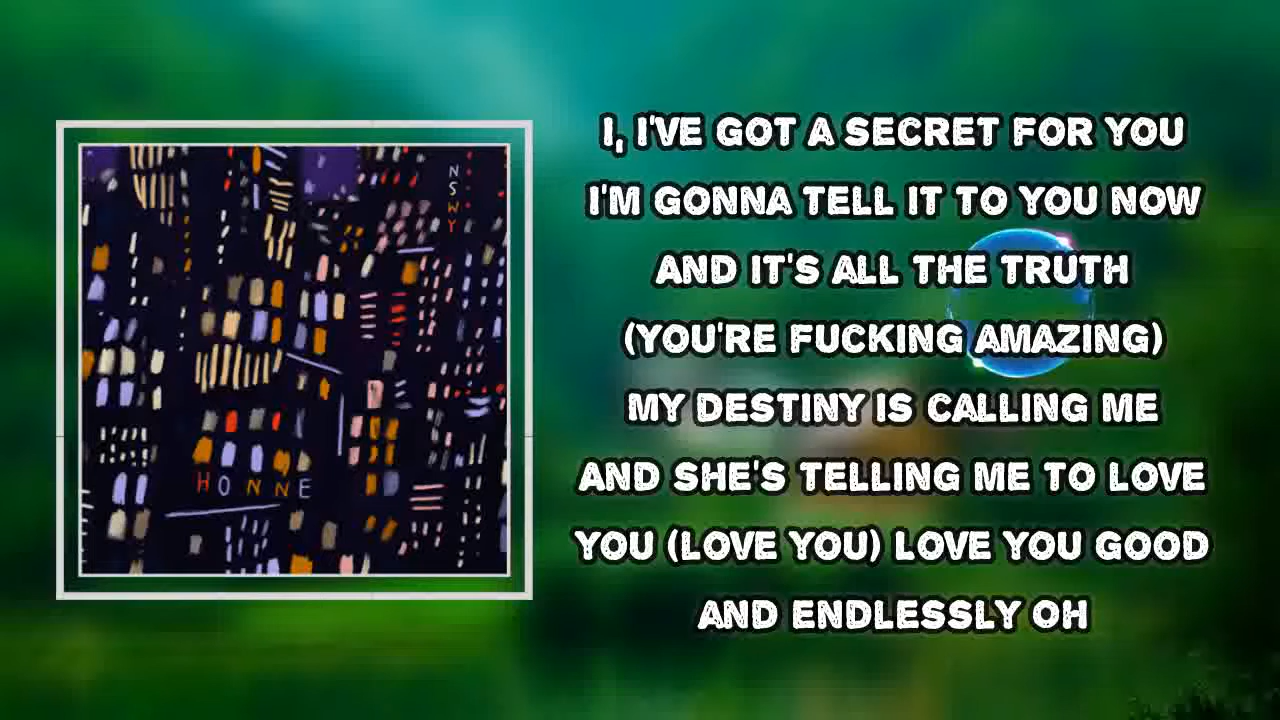 NSWY
HONNE
I, I'VE GOT A SECRET FOR YOU
I'M GONNA TELL IT TO YOU NOW
AND IT'S ALL THE TRUTH
(YOU'RE FUCKING AMAZING)
MY DESTINY IS CALLING ME
AND SHE'S TELLING ME TO LOVE
YOU (LOVE YOU) LOVE YOU GOOD
AND ENDLESSLY OH